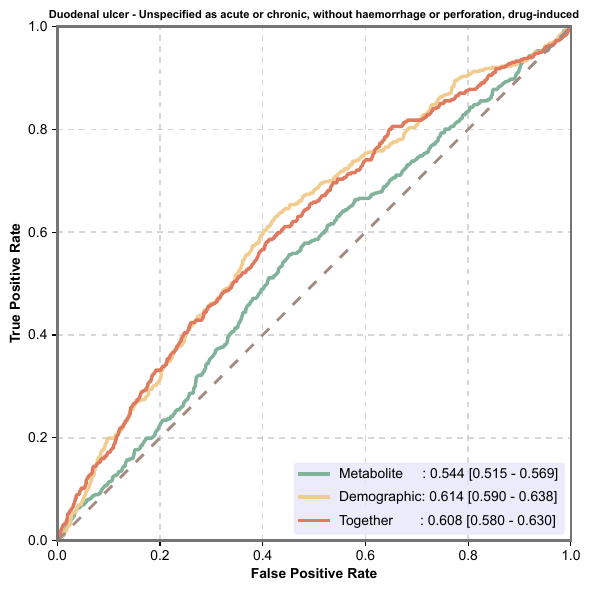 Duodenal ulcer - Unspecified as acute or chronic, without haemorrhage or perforation, drug-induced
1.0
0.8
0.6
0.4
0.2
0.0
True Positive Rate
Metabolite : 0.544 [0.515 - 0.569]
Demographic: 0.614 [0.590 - 0.638]
Together : 0.608 [0.580 - 0.630]
0.0 0.2 0.4 0.6 0.8 1.0
False Positive Rate